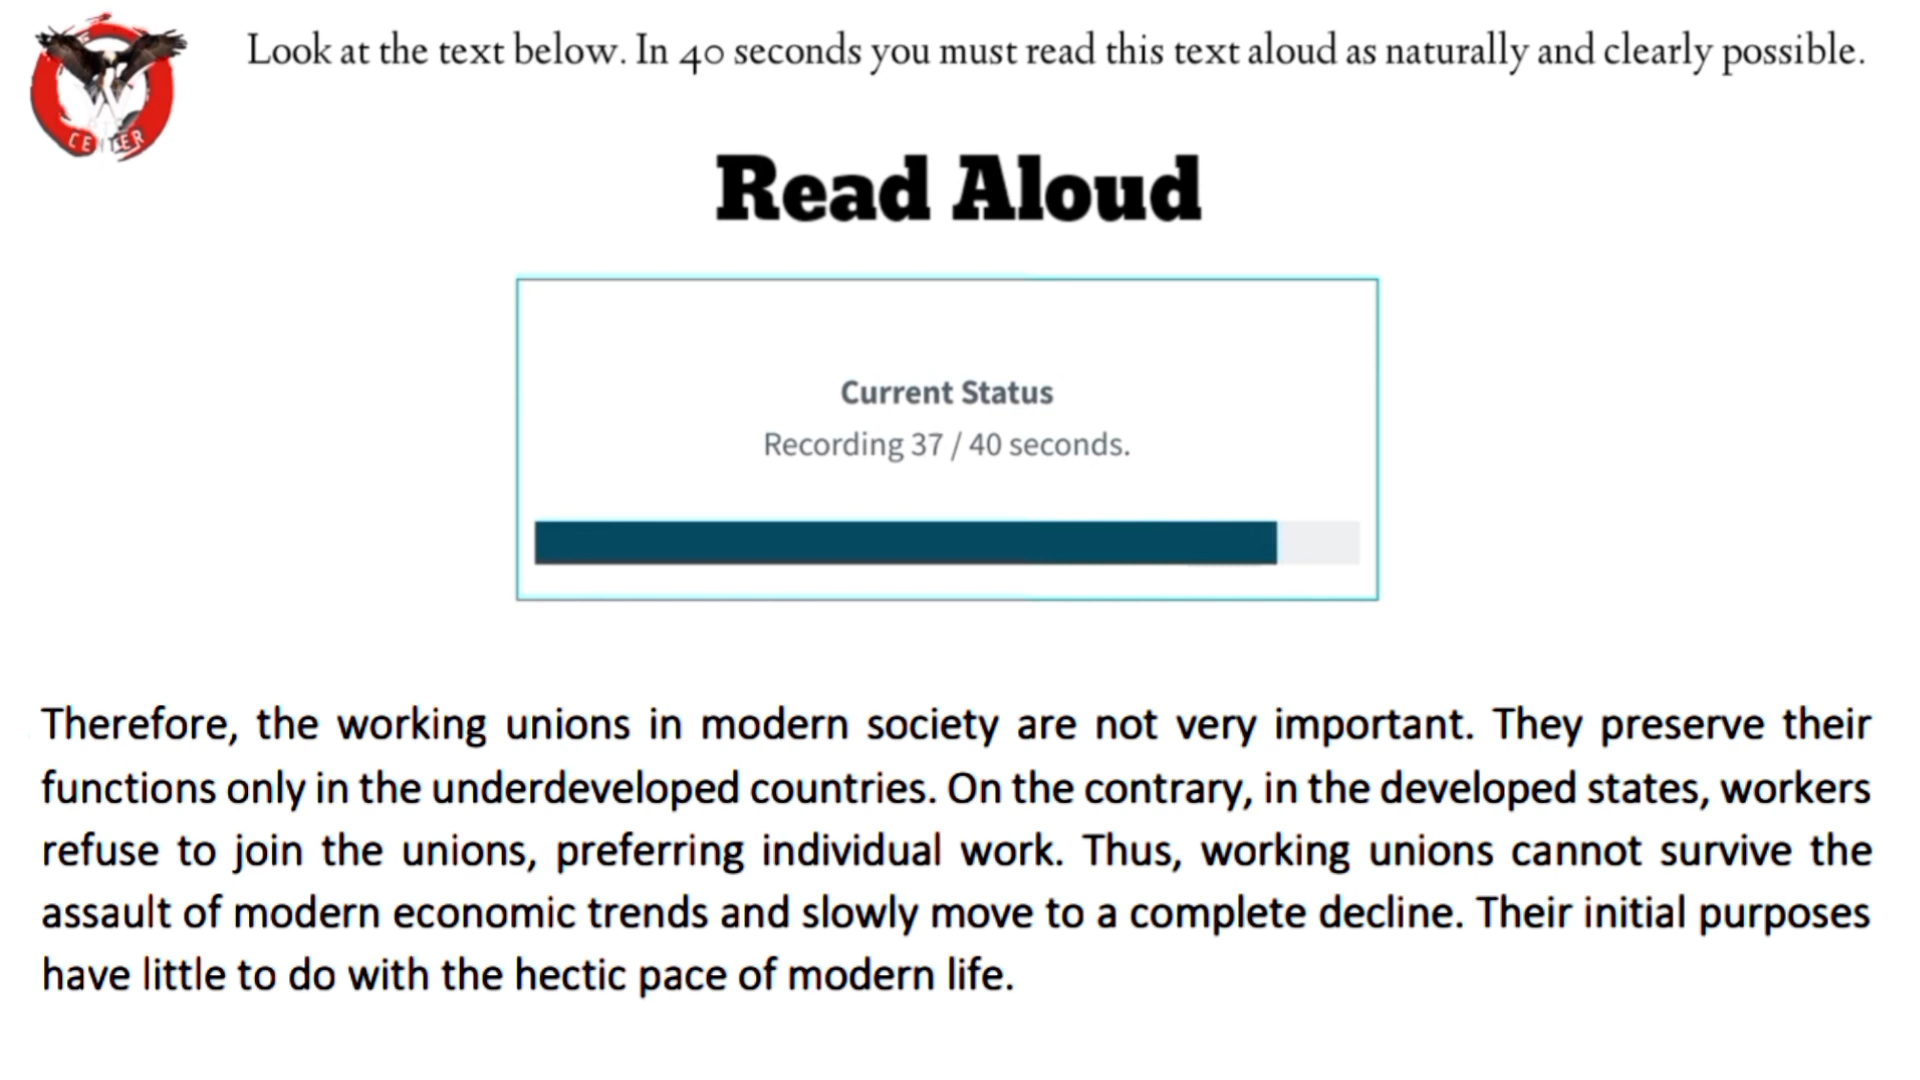 Look at the text below. In 40 seconds you must read this text aloud as naturally and clearly possible.
CENTER
Read Aloud
Current Status
Recording 37 / 40 seconds.
Therefore, the working unions in modern society are not very important. They preserve their
functions only in the underdeveloped countries. On the contrary, in the developed states, workers
refuse to join the unions, preferring individual work. Thus, working unions cannot survive the
assault of modern economic trends and slowly move to a complete decline. Their initial purposes
have little to do with the hectic pace of modern life.